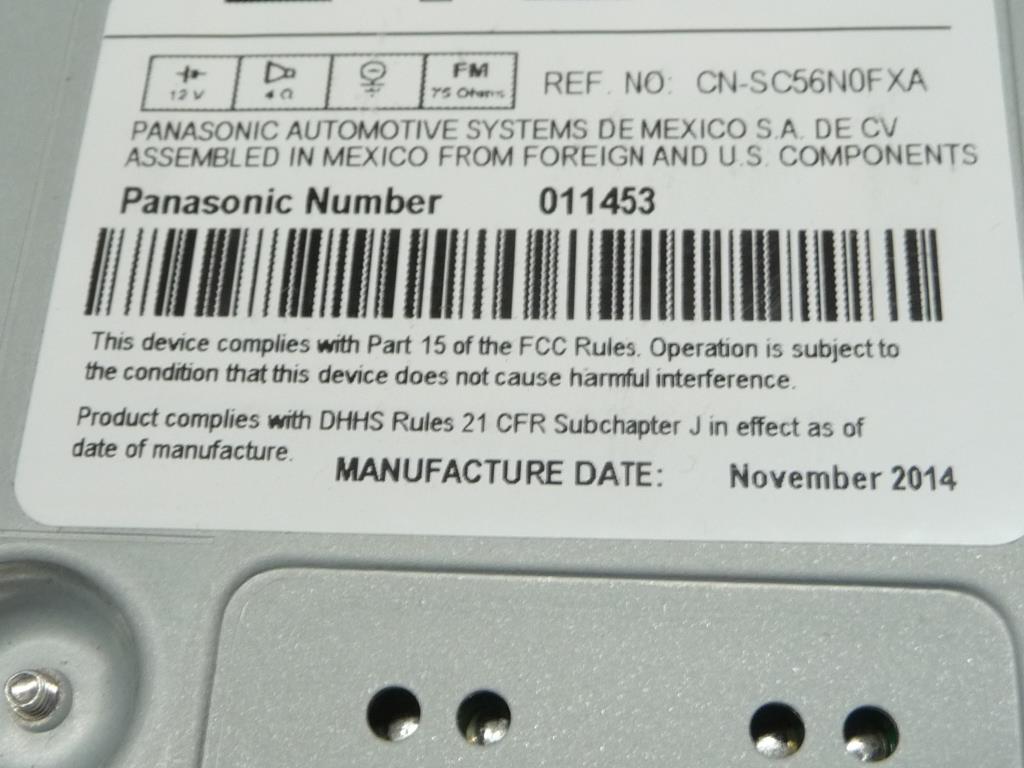 12 V
4 Ω
FM
75 Ohms
REF. NO: CN-SC56N0FXA
PANASONIC AUTOMOTIVE SYSTEMS DE MEXICO S.A. DE CV
ASSEMBLED IN MEXICO FROM FOREIGN AND U.S. COMPONENTS
Panasonic Number 011453
This device complies with Part 15 of the FCC Rules. Operation is subject to
the condition that this device does not cause harmful interference.
Product complies with DHHS Rules 21 CFR Subchapter J in effect as of
date of manufacture.
MANUFACTURE DATE: November 2014